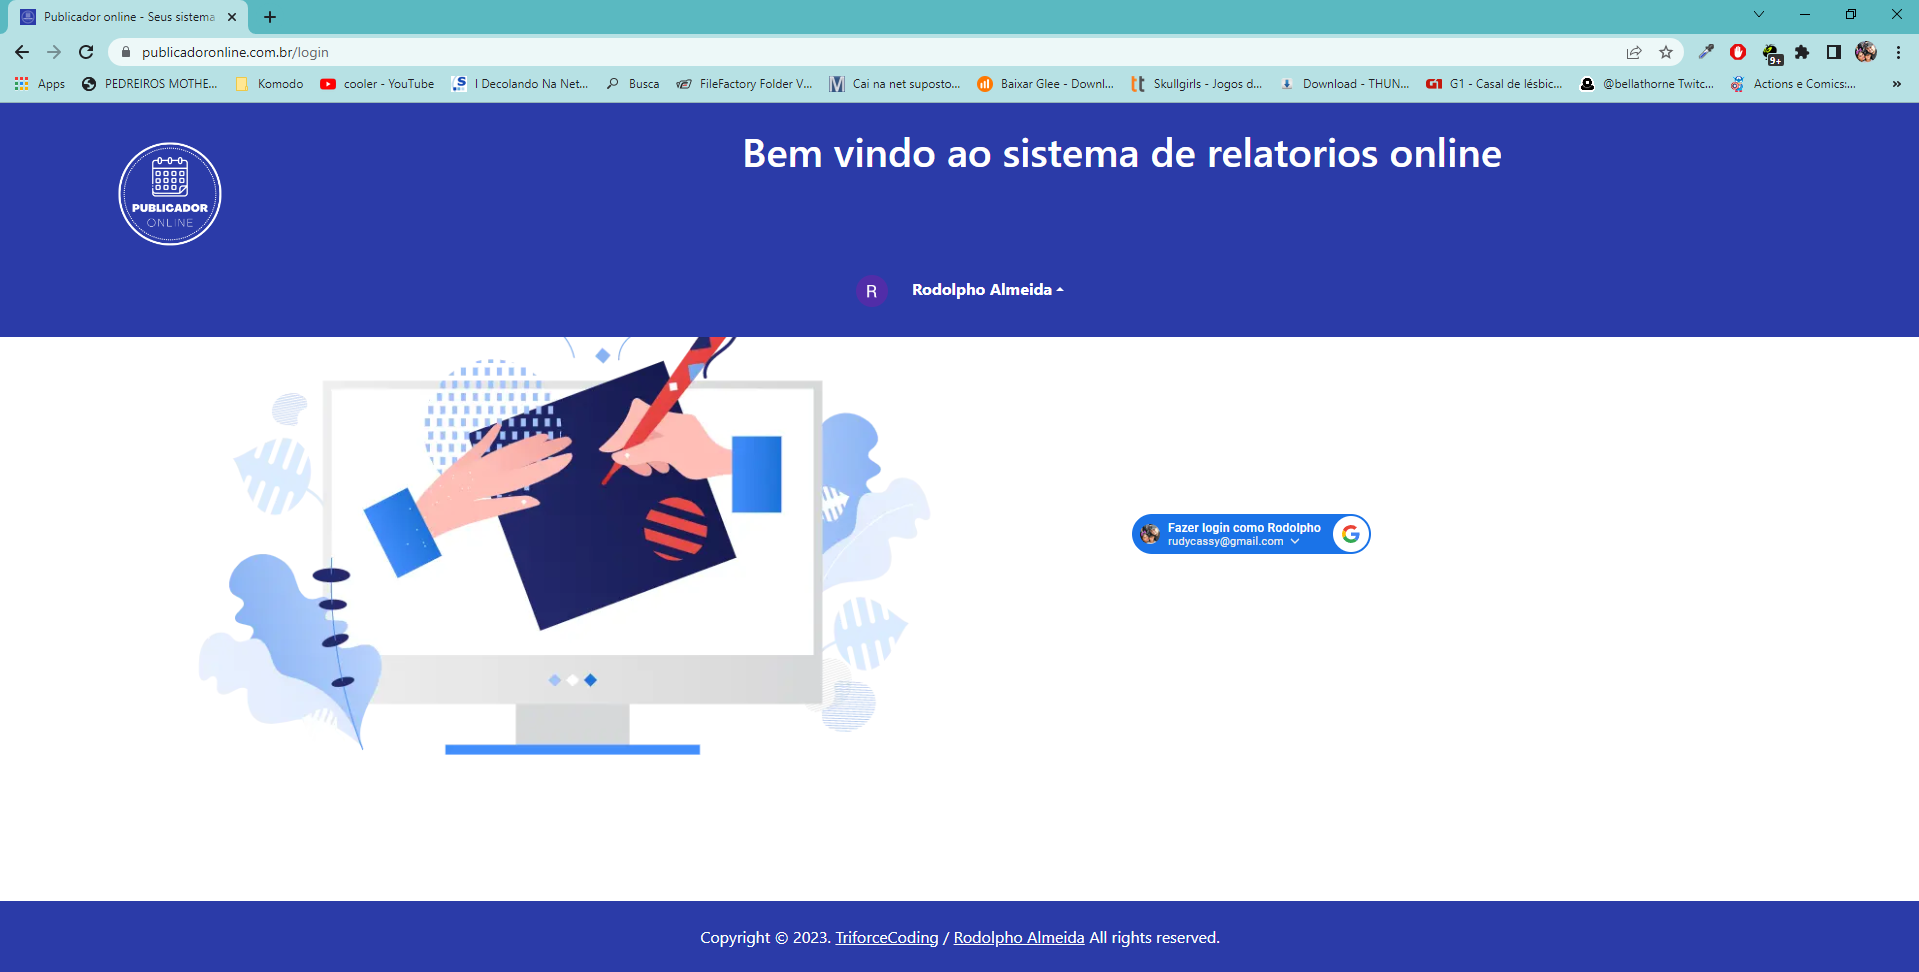 Publicador online - Seus sistema
publicadoronline.com.br/login
9+
Apps PEDREIROS MOTHE... Komodo cooler - YouTube I Decolando Na Net... Busca FileFactory Folder V... Cai na net suposto... Baixar Glee - Downl... Skullgirls - Jogos d... Download - THUN... G1 - Casal de lésbic... @bellathorne Twitc... Actions e Comics:... »
Bem vindo ao sistema de relatorios online
PUBLICADOR
ONLINE
R Rodolpho Almeida
Fazer login como Rodolpho
rudycassy@gmail.com
Copyright © 2023. TriforceCoding / Rodolpho Almeida All rights reserved.